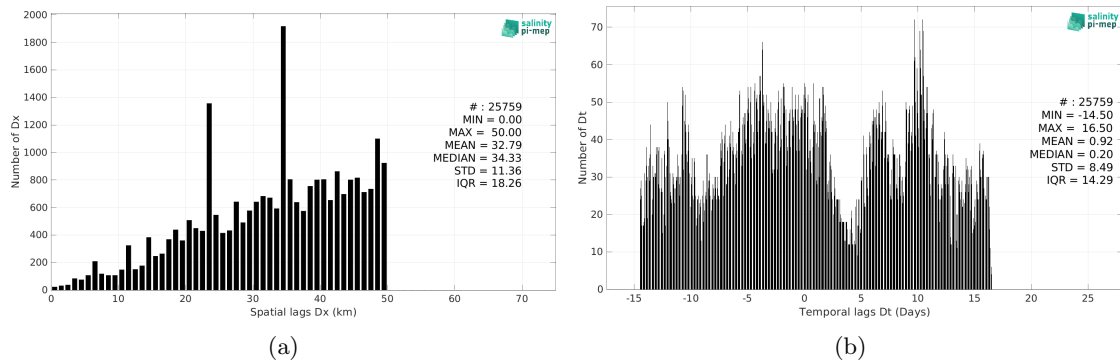 2000
1800
1600
1400
1200
1000
800
600
400
200
0
Number of Dx
0 10 20 30 40 50 60 70
Spatial lags Dx (km)
salinity
pi-mep
# : 25759
MIN = 0.00
MAX = 50.00
MEAN = 32.79
MEDIAN = 34.33
STD = 11.36
IQR = 18.26
(a)
70
60
50
40
30
20
10
0
Number of Dt
-15 -10 -5 0 5 10 15 20 25
Temporal lags Dt (Days)
salinity
pi-mep
# : 25759
MIN = -14.50
MAX = 16.50
MEAN = 0.92
MEDIAN = 0.20
STD = 8.49
IQR = 14.29
(b)